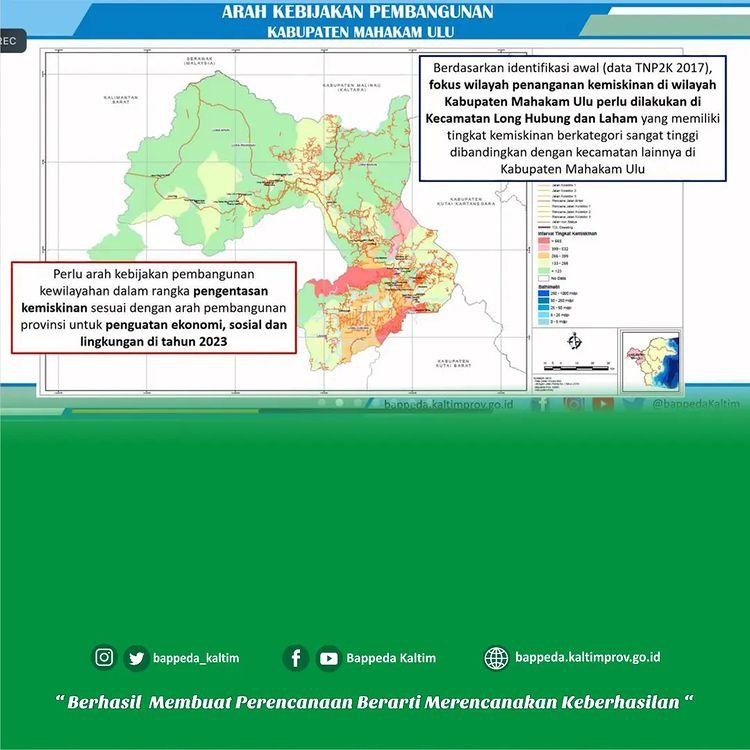 ARAH KEBIJAKAN PEMBANGUNAN
KABUPATEN MAHAKAM ULU
REC
SERAWAK
(MALAYSIA)
KALIMANTAN
BARAT
KABUPATEN MALINAU
(KALTARA)
KABUPATEN
KUTAI KARTANEGARA
KABUPATEN
KUTAI BARAT
Berdasarkan identifikasi awal (data TNP2K 2017),
fokus wilayah penanganan kemiskinan di wilayah
Kabupaten Mahakam Ulu perlu dilakukan di
Kecamatan Long Hubung dan Laham yang memiliki
tingkat kemiskinan berkategori sangat tinggi
dibandingkan dengan kecamatan lainnya di
Kabupaten Mahakam Ulu
Perlu arah kebijakan pembangunan
kewilayahan dalam rangka pengentasan
kemiskinan sesuai dengan arah pembangunan
provinsi untuk penguatan ekonomi, sosial dan
lingkungan di tahun 2023
Interval Tingkat Kemiskinan
No Data
bappeda.kaltimprov.go.id
@bappedaKaltim
bappeda_kaltim
Bappeda Kaltim
bappeda.kaltimprov.go.id
“ Berhasil Membuat Perencanaan Berarti Merencanakan Keberhasilan “